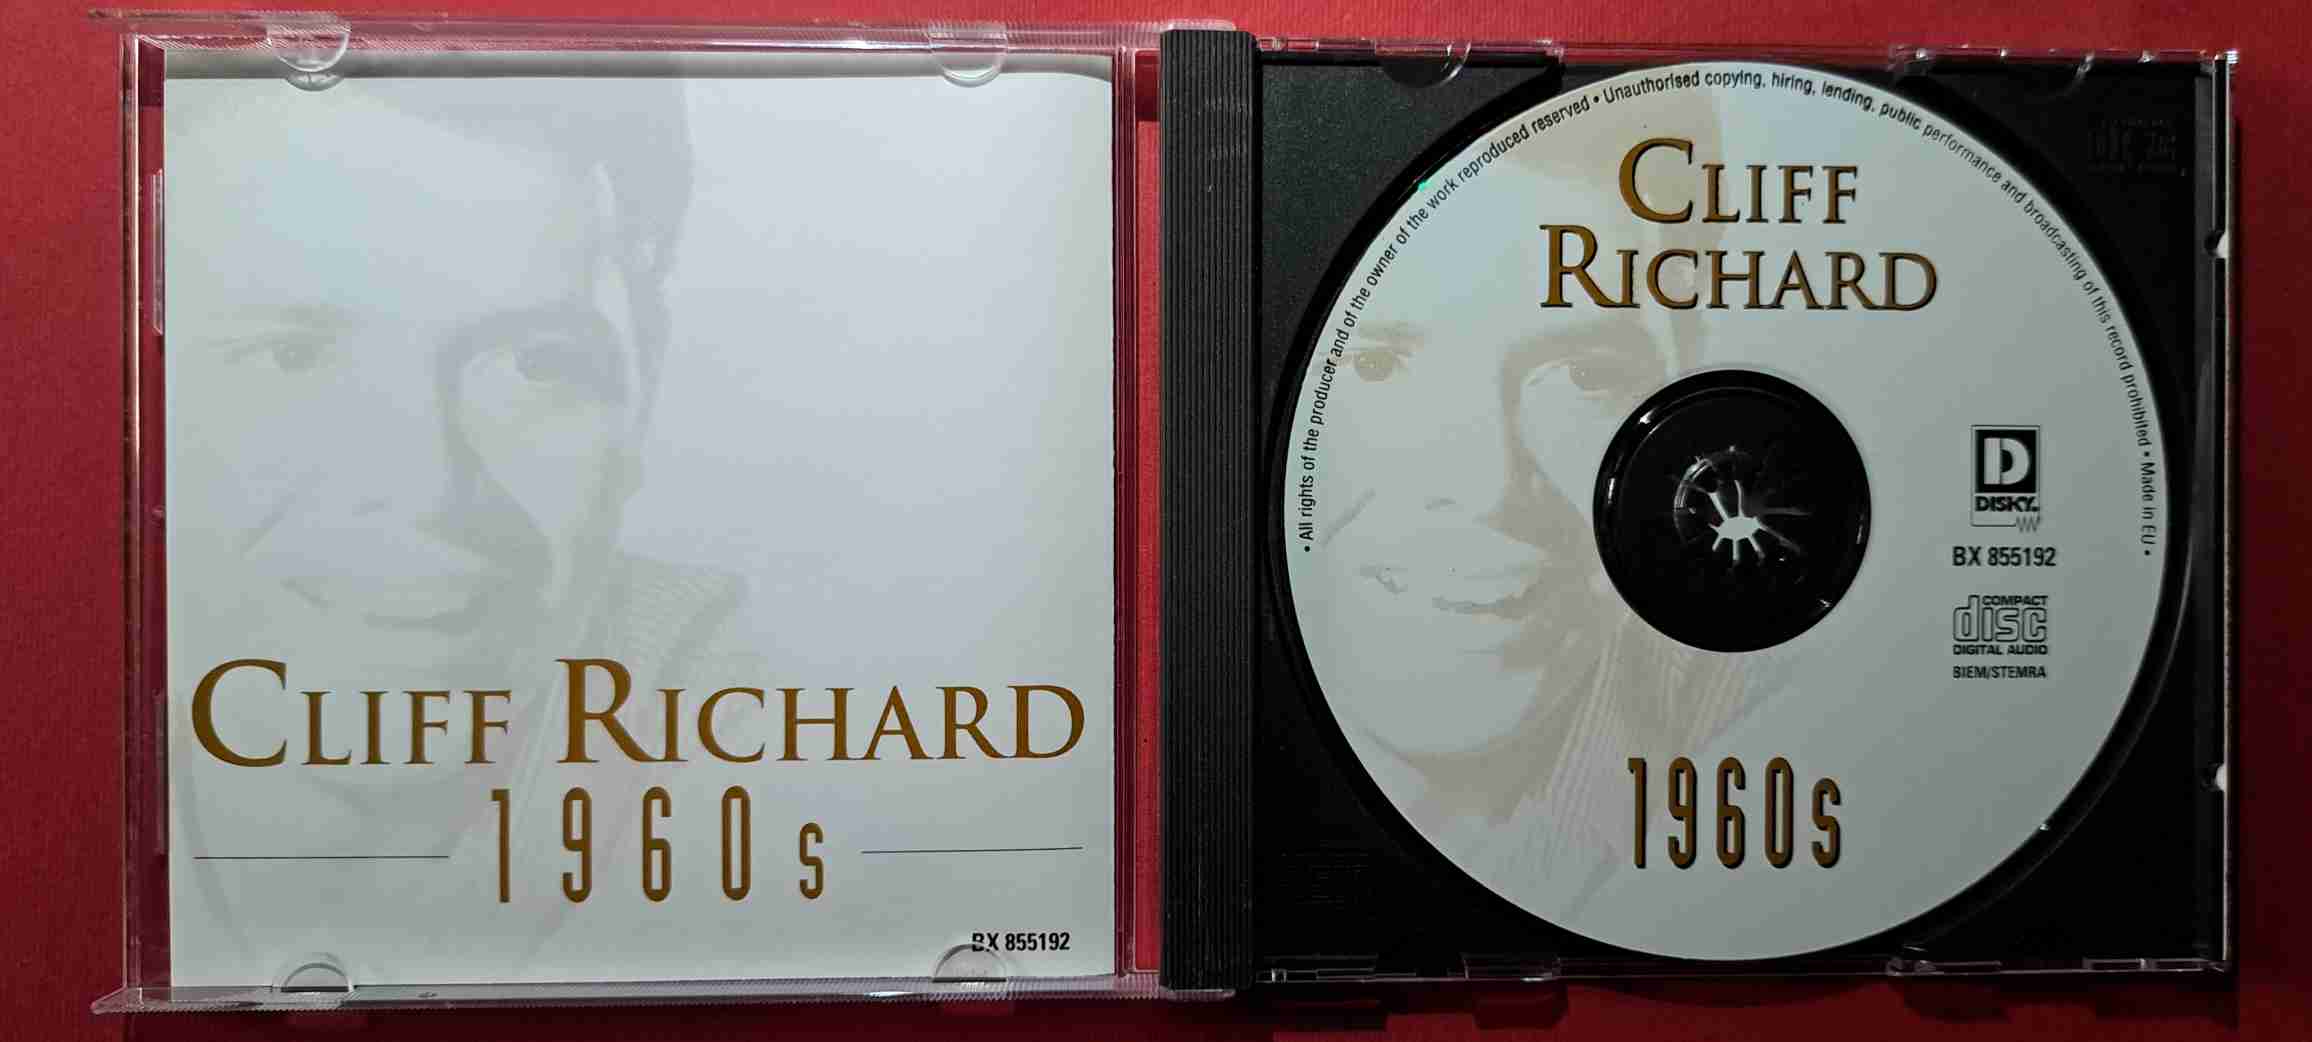 CLIFF RICHARD
1960s
BX 855192
• All rights of the producer and of the owner of the work reproduced reserved • Unauthorised copying, hiring, lending, public performance and broadcasting of this record prohibited • Made in EU •
CLIFF
RICHARD
D
DISKY
BX 855192
COMPACT
disc
DIGITAL AUDIO
BIEM/STEMRA
1960s